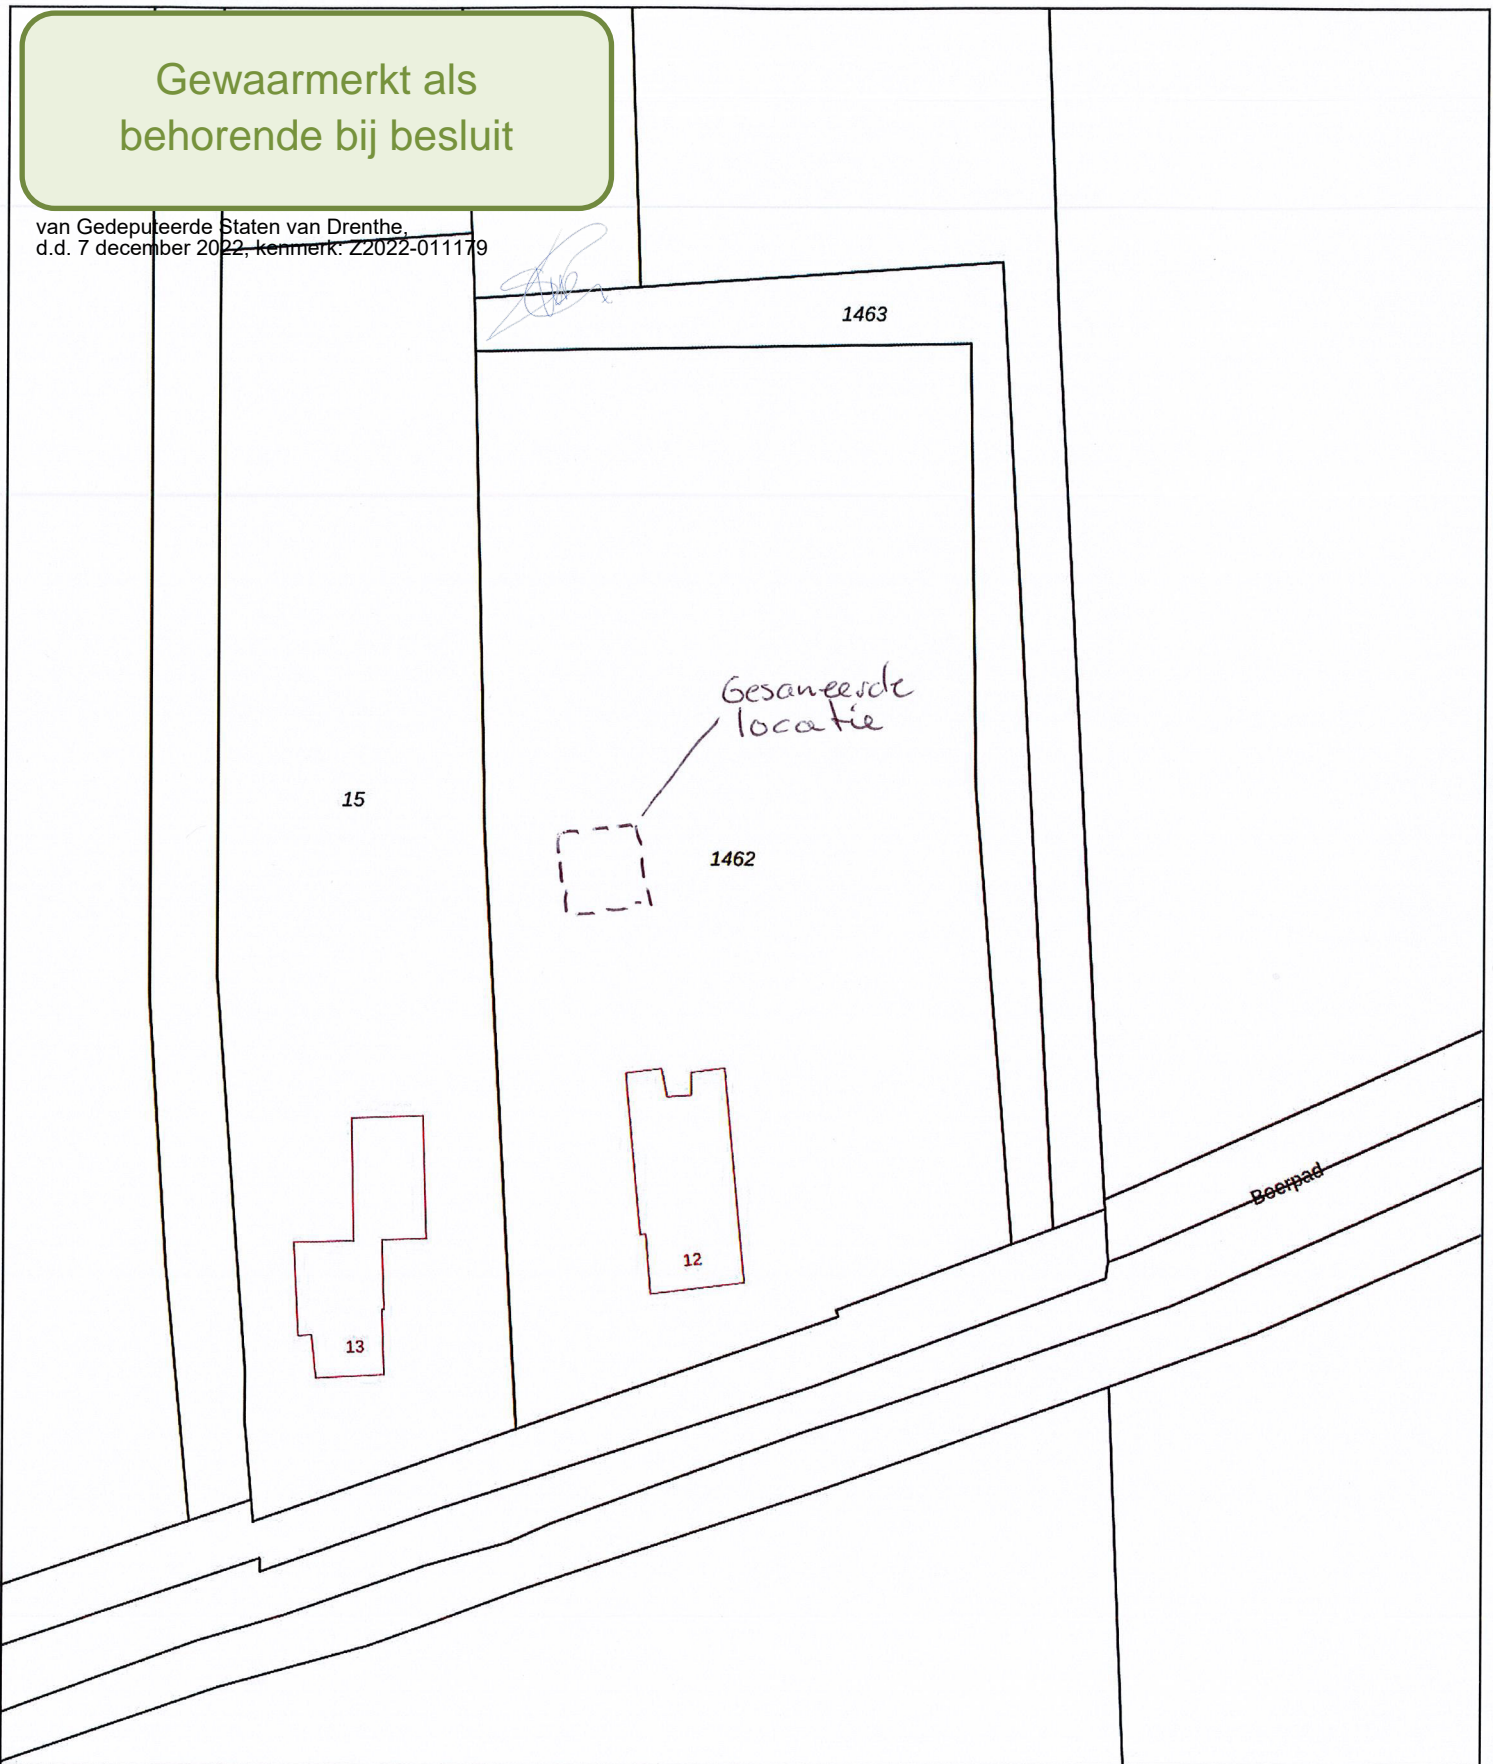 Gewaarmerkt als
behorende bij besluit
van Gedeputeerde Staten van Drenthe,
d.d. 7 december 2022, kenmerk: Z2022-011179
1463
Gesaneerde
locatie
15
1462
Boerpad
12
13